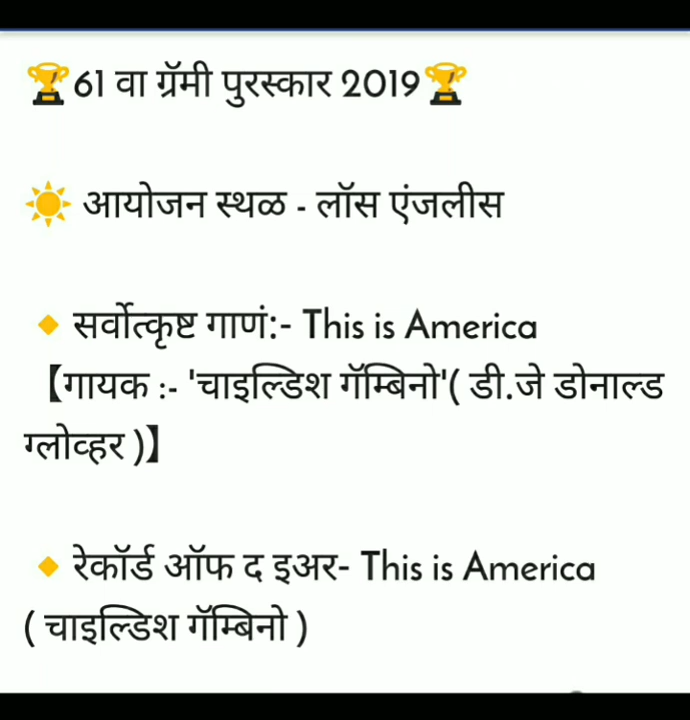 🏆61 वा ग्रॅमी पुरस्कार 2019🏆
☀ आयोजन स्थळ - लॉस एंजलीस
🔸 सर्वोत्कृष्ट गाणं:- This is America
【गायक :- 'चाइल्डिश गॅम्बिनो'( डी.जे डोनाल्ड
ग्लोव्हर )】
🔸 रेकॉर्ड ऑफ द इअर- This is America
( चाइल्डिश गॅम्बिनो )